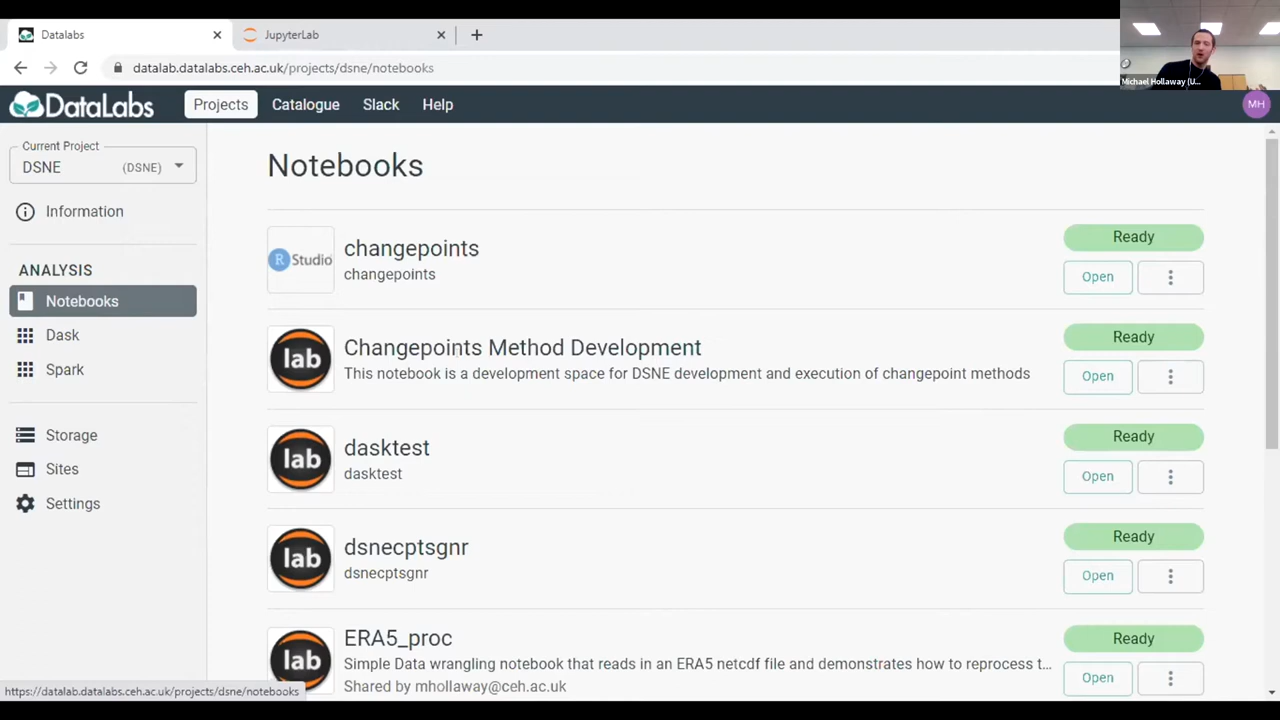 Datalabs
JupyterLab
datalab.datalabs.ceh.ac.uk/projects/dsne/notebooks
Michael Hollaway (U...
DataLabs
Projects
Catalogue
Slack
Help
MH
Current Project
DSNE (DSNE)
Information
ANALYSIS
Notebooks
Dask
Spark
Storage
Sites
Settings
Notebooks
R Studio
changepoints
changepoints
Ready
Open
lab
Changepoints Method Development
This notebook is a development space for DSNE development and execution of changepoint methods
Ready
Open
lab
dasktest
dasktest
Ready
Open
lab
dsnecptsgnr
dsnecptsgnr
Ready
Open
lab
ERA5_proc
Simple Data wrangling notebook that reads in an ERA5 netcdf file and demonstrates how to reprocess t...
Shared by mhollaway@ceh.ac.uk
Ready
Open
https://datalab.datalabs.ceh.ac.uk/projects/dsne/notebooks